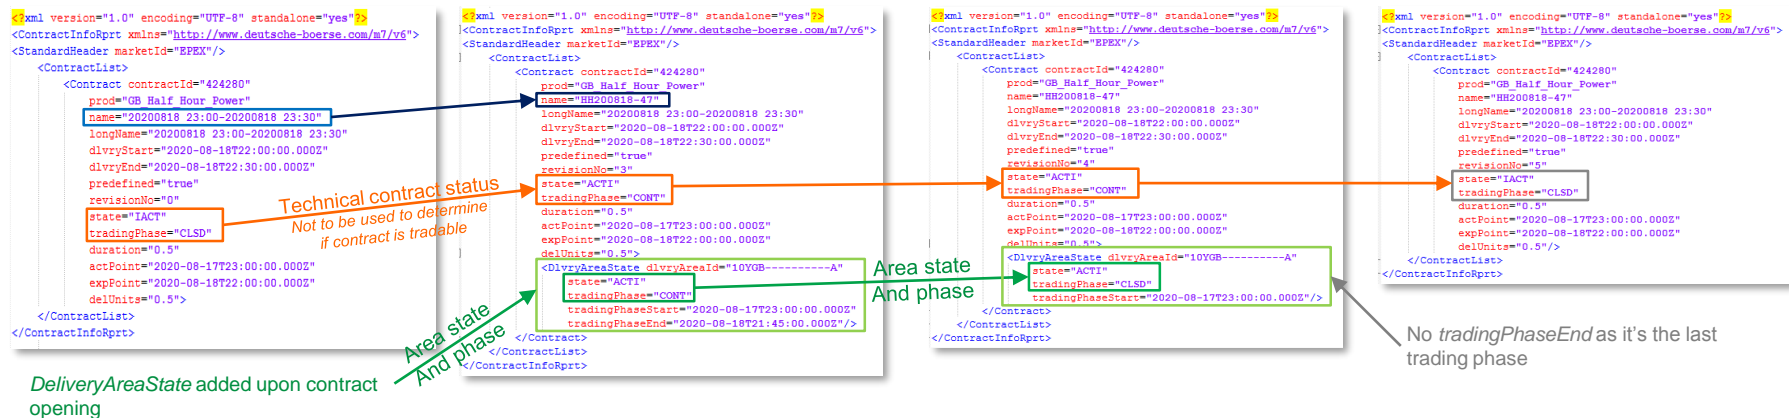 <?xml version="1.0" encoding="UTF-8" standalone="yes"?>
<ContractInfoRprt xmlns="http://www.deutsche-boerse.com/m7/v6">
<StandardHeader marketId="EPEX"/>
<ContractList>
<Contract contractId="424280"
prod="GB_Half_Hour_Power"
name="20200818 23:00-20200818 23:30"
longName="20200818 23:00-20200818 23:30"
dlvryStart="2020-08-18T22:00:00.000Z"
dlvryEnd="2020-08-18T22:30:00.000Z"
predefined="true"
revisionNo="0"
state="IACT"
tradingPhase="CLSD"
duration="0.5"
actPoint="2020-08-17T23:00:00.000Z"
expPoint="2020-08-18T22:00:00.000Z"
delUnits="0.5">
</ContractList>
</ContractInfoRprt>
Technical contract status
Not to be used to determine
if contract is tradable
DeliveryAreaState added upon contract
opening
Area state
And phase
<?xml version="1.0" encoding="UTF-8" standalone="yes"?>
<ContractInfoRprt xmlns="http://www.deutsche-boerse.com/m7/v6">
<StandardHeader marketId="EPEX"/>
<ContractList>
<Contract contractId="424280"
prod="GB_Half_Hour_Power"
name="HH200818-47"
longName="20200818 23:00-20200818 23:30"
dlvryStart="2020-08-18T22:00:00.000Z"
dlvryEnd="2020-08-18T22:30:00.000Z"
predefined="true"
revisionNo="3"
state="ACTI"
tradingPhase="CONT"
duration="0.5"
actPoint="2020-08-17T23:00:00.000Z"
expPoint="2020-08-18T22:00:00.000Z"
delUnits="0.5">
<DlvryAreaState dlvryAreaId="10YGB----------A"
state="ACTI"
tradingPhase="CONT"
tradingPhaseStart="2020-08-17T23:00:00.000Z"
tradingPhaseEnd="2020-08-18T21:45:00.000Z"/>
</Contract>
</ContractList>
</ContractInfoRprt>
Area state
And phase
<?xml version="1.0" encoding="UTF-8" standalone="yes"?>
<ContractInfoRprt xmlns="http://www.deutsche-boerse.com/m7/v6">
<StandardHeader marketId="EPEX"/>
<ContractList>
<Contract contractId="424280"
prod="GB_Half_Hour_Power"
name="HH200818-47"
longName="20200818 23:00-20200818 23:30"
dlvryStart="2020-08-18T22:00:00.000Z"
dlvryEnd="2020-08-18T22:30:00.000Z"
predefined="true"
revisionNo="4"
state="ACTI"
tradingPhase="CONT"
duration="0.5"
actPoint="2020-08-17T23:00:00.000Z"
expPoint="2020-08-18T22:00:00.000Z"
delUnits="0.5">
<DlvryAreaState dlvryAreaId="10YGB----------A"
state="ACTI"
tradingPhase="CLSD"
tradingPhaseStart="2020-08-17T23:00:00.000Z"/>
</Contract>
</ContractList>
</ContractInfoRprt>
<?xml version="1.0" encoding="UTF-8" standalone="yes"?>
<ContractInfoRprt xmlns="http://www.deutsche-boerse.com/m7/v6">
<StandardHeader marketId="EPEX"/>
<ContractList>
<Contract contractId="424280"
prod="GB_Half_Hour_Power"
name="HH200818-47"
longName="20200818 23:00-20200818 23:30"
dlvryStart="2020-08-18T22:00:00.000Z"
dlvryEnd="2020-08-18T22:30:00.000Z"
predefined="true"
revisionNo="5"
state="IACT"
tradingPhase="CLSD"
duration="0.5"
actPoint="2020-08-17T23:00:00.000Z"
expPoint="2020-08-18T22:00:00.000Z"
delUnits="0.5"/>
</ContractList>
</ContractInfoRprt>
No tradingPhaseEnd as it's the last
trading phase